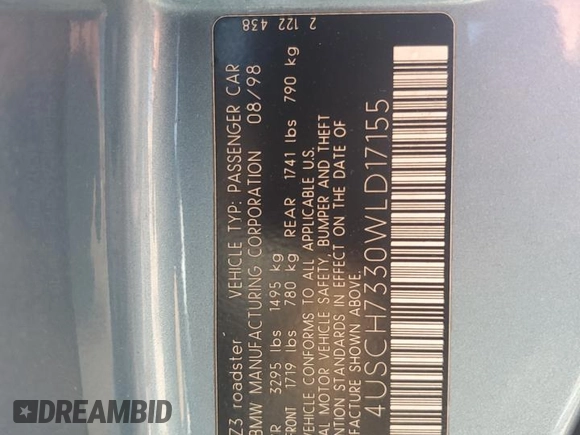 Z3 roadster VEHICLE TYP: PASSENGER CAR
BMW MANUFACTURING CORPORATION 08/98
3295 lbs 1495 kg
FRONT 1719 lbs 780 kg REAR 1741 lbs 790 kg
VEHICLE CONFORMS TO ALL APPLICABLE U.S.
MOTOR VEHICLE SAFETY, BUMPER AND THEFT
STANDARDS IN EFFECT ON THE DATE OF
SHOWN ABOVE.
4USCH7330WLD17155
2 122 438
DREAMBID